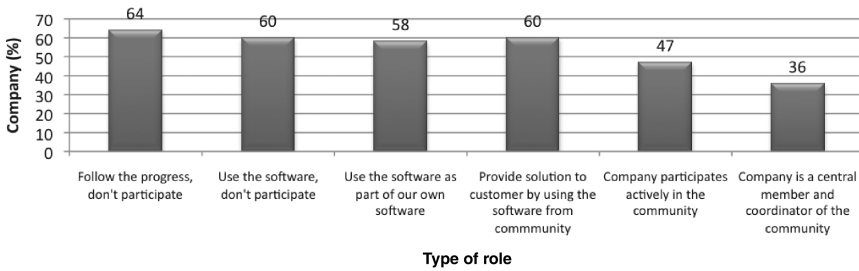 64
60
58
60
47
36
70
60
50
40
30
20
10
0
Company (%)
Follow the progress,
don't participate
Use the software,
don't participate
Use the software as
part of our own
software
Provide solution to
customer by using the
software from
commmunity
Company participates
actively in the
community
Company is a central
member and
coordinator of the
community
Type of role